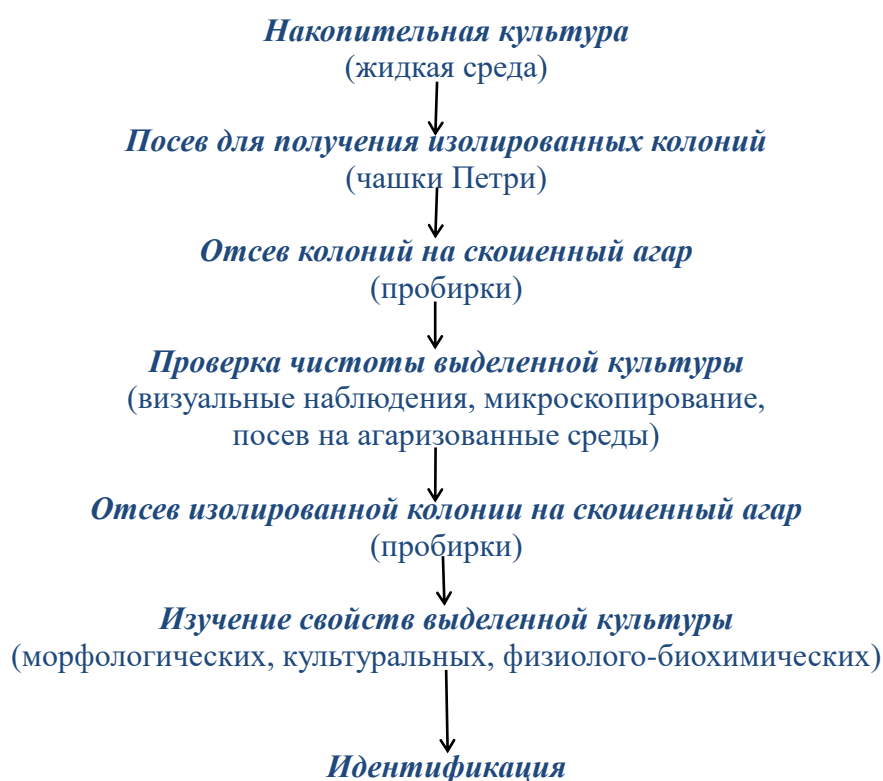 Накопительная культура
(жидкая среда)
Посев для получения изолированных колоний
(чашки Петри)
Отсев колоний на скошенный агар
(пробирки)
Проверка чистоты выделенной культуры
(визуальные наблюдения, микроскопирование,
посев на агаризованные среды)
Отсев изолированной колонии на скошенный агар
(пробирки)
Изучение свойств выделенной культуры
(морфологических, культуральных, физиолого-биохимических)
Идентификация